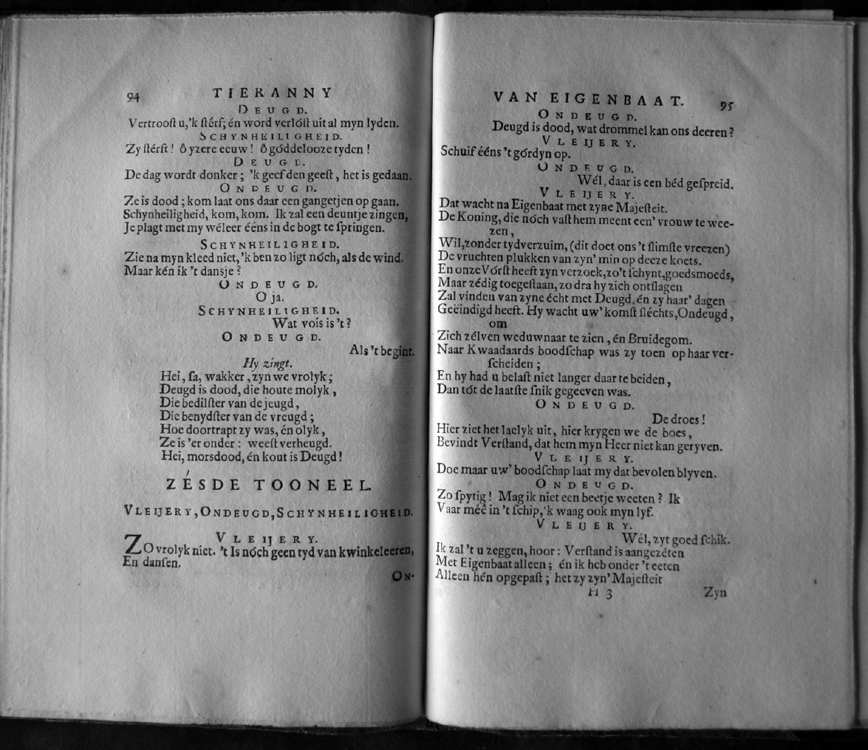 94 TIERANNY
DEUGD.
Vertrooſt u,'k ſtérf; én word verlóſt uit al myn lyden.
SCHYNHEILIGHEID.
Zy ſtérft! ô yzere eeuw! ô góddelooze tyden!
DEUGD.
De dag wordt donker; 'k geef den geeſt, het is gedaan.
ONDEUGD.
Ze is dood; kom laat ons daar een gangetjen op gaan.
Schynheiligheid, kom, kom. Ik zal een deuntje zingen,
Je plagt met my wéleer ééns in de bogt te ſpringen.
SCHYNHEILIGHEID.
Zie na myn kleed niet, 'k ben zo ligt nóch, als de wind.
Maar kén ik 't dansje?
ONDEUGD.
O ja.
SCHYNHEILIGHEID.
Wat vois is 't?
ONDEUGD.
Als 't begint.
Hy zingt.
Hei, ſa, wakker, zyn we vrolyk;
Deugd is dood, die houte molyk,
Die bedilſter van de jeugd,
Die benydſter van de vreugd;
Hoe doortrapt zy was, én olyk,
Ze is 'er onder: weeſt verheugd.
Hei, morsdood, én kout is Deugd!
ZÉSDE TOONEEL.
VLEIJERY, ONDEUGD, SCHYNHEILIGHEID.
VLEIJERY.
ZO vrolyk niet. 't Is nóch geen tyd van kwinkeleeren,
En danſen.
ON-
VAN EIGENBAAT. 95
ONDEUGD.
Deugd is dood, wat drommel kan ons deeren?
VLEIJERY.
Schuif ééns 't górdyn op.
ONDEUGD.
Wél, daar is een béd geſpreid.
VLEIJERY.
Dat wacht na Eigenbaat met zyne Majeſteit.
De Koning, die nóch vaſt hem meent een' vrouw te wee-
zen,
Wil, zonder tydverzuim, (dit doet ons 't ſlimſte vreezen)
De vruchten plukken van zyn' min op deeze koets.
En onze Vórſt heeft zyn verzoek, zo't ſchynt, goedsmoeds,
Maar zédig toegeſtaan, zo dra hy zich ontſlagen
Zal vinden van zyne écht met Deugd, én zy haar' dagen
Geëindigd heeft. Hy wacht uw' komſt ſléchts, Ondeugd,
om
Zich zélven weduwnaar te zien, én Bruidegom.
Naar Kwaadaards boodſchap was zy toen op haar ver-
ſcheiden;
En hy had u belaſt niet langer daar te beiden,
Dan tót de laatſte ſnik gegeeven was.
ONDEUGD.
De droes!
Hier ziet het laelyk uit, hier krygen we de boes,
Bevindt Verſtand, dat hem myn Heer niet kan geryven.
VLEIJERY.
Doe maar uw' boodſchap laat my dat bevolen blyven.
ONDEUGD.
Zo ſpytig! Mag ik niet een beetje weeten? Ik
Vaar méê in 't ſchip, 'k waag ook myn lyf.
VLEIJERY.
Wél, zyt goed ſchik.
Ik zal 't u zeggen, hoor: Verſtand is aangezéten
Met Eigenbaat alleen; én ik heb onder 't eeten
Alleen hén opgepaſt; het zy zyn' Majeſteit
H 3 Zyn